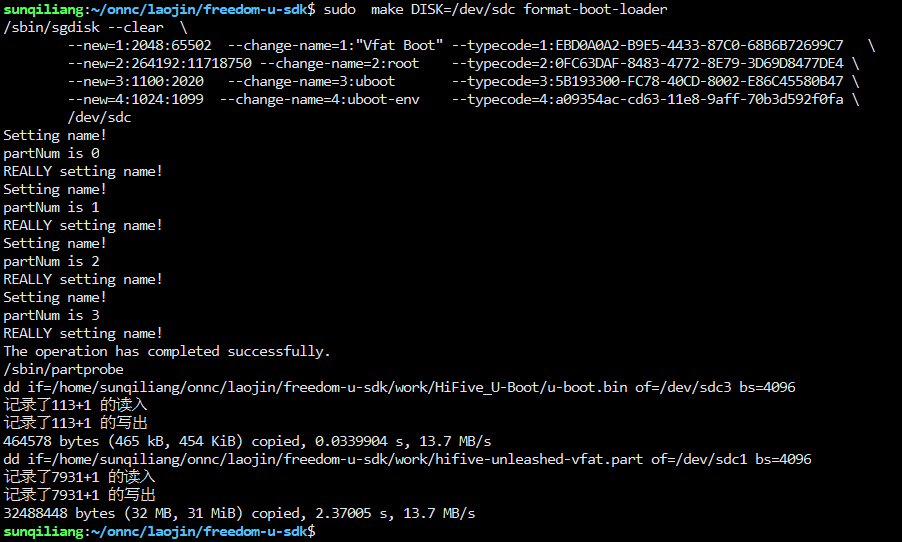 sunqiliang:~/onnc/laojin/freedom-u-sdk$ sudo  make DISK=/dev/sdc format-boot-loader
/sbin/sgdisk --clear  \
        --new=1:2048:65502  --change-name=1:"Vfat Boot" --typecode=1:EBD0A0A2-B9E5-4433-87C0-68B6B72699C7   \
        --new=2:264192:11718750 --change-name=2:root    --typecode=2:0FC63DAF-8483-4772-8E79-3D69D8477DE4 \
        --new=3:1100:2020   --change-name=3:uboot       --typecode=3:5B193300-FC78-40CD-8002-E86C45580B47 \
        --new=4:1024:1099  --change-name=4:uboot-env    --typecode=4:a09354ac-cd63-11e8-9aff-70b3d592f0fa \
        /dev/sdc
Setting name!
partNum is 0
REALLY setting name!
Setting name!
partNum is 1
REALLY setting name!
Setting name!
partNum is 2
REALLY setting name!
Setting name!
partNum is 3
REALLY setting name!
The operation has completed successfully.
/sbin/partprobe
dd if=/home/sunqiliang/onnc/laojin/freedom-u-sdk/work/HiFive_U-Boot/u-boot.bin of=/dev/sdc3 bs=4096
记录了113+1 的读入
记录了113+1 的写出
464578 bytes (465 kB, 454 KiB) copied, 0.0339904 s, 13.7 MB/s
dd if=/home/sunqiliang/onnc/laojin/freedom-u-sdk/work/hifive-unleashed-vfat.part of=/dev/sdc1 bs=4096
记录了7931+1 的读入
记录了7931+1 的写出
32488448 bytes (32 MB, 31 MiB) copied, 2.37005 s, 13.7 MB/s
sunqiliang:~/onnc/laojin/freedom-u-sdk$